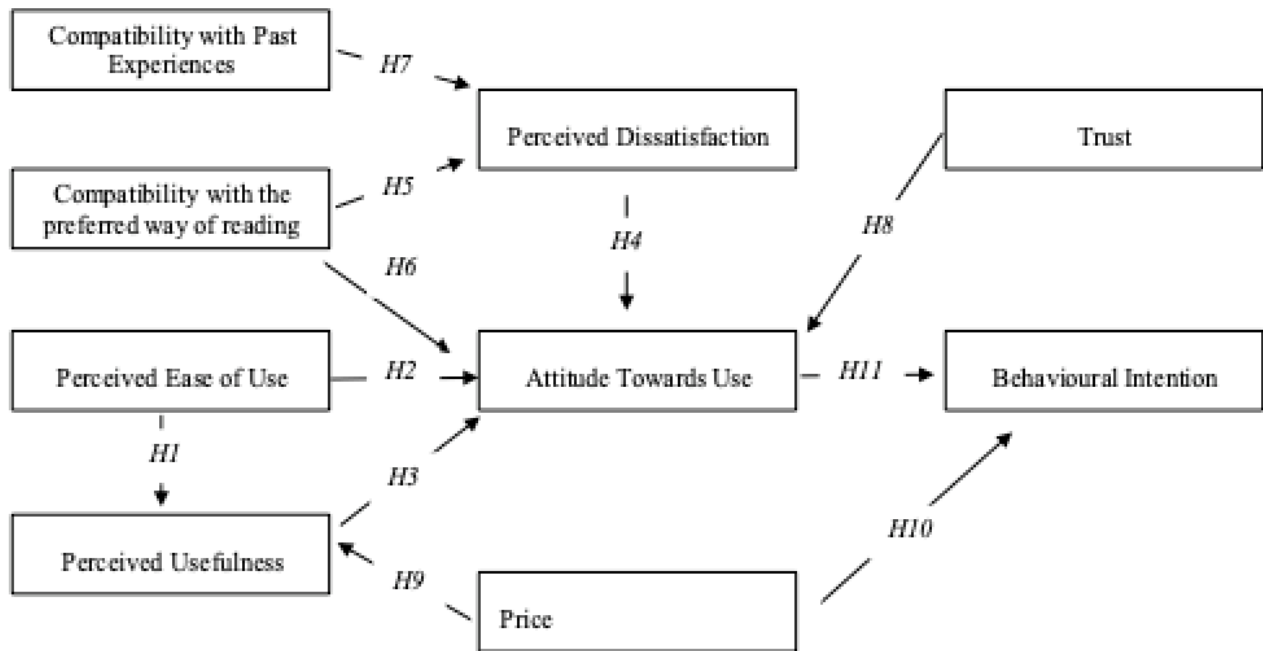 Compatibility with Past
Experiences
H7
Perceived Dissatisfaction
Trust
Compatibility with the
preferred way of reading
H5
H4
H8
H6
Perceived Ease of Use
H2
Attitude Towards Use
H11
Behavioural Intention
H1
H3
H10
Perceived Usefulness
H9
Price